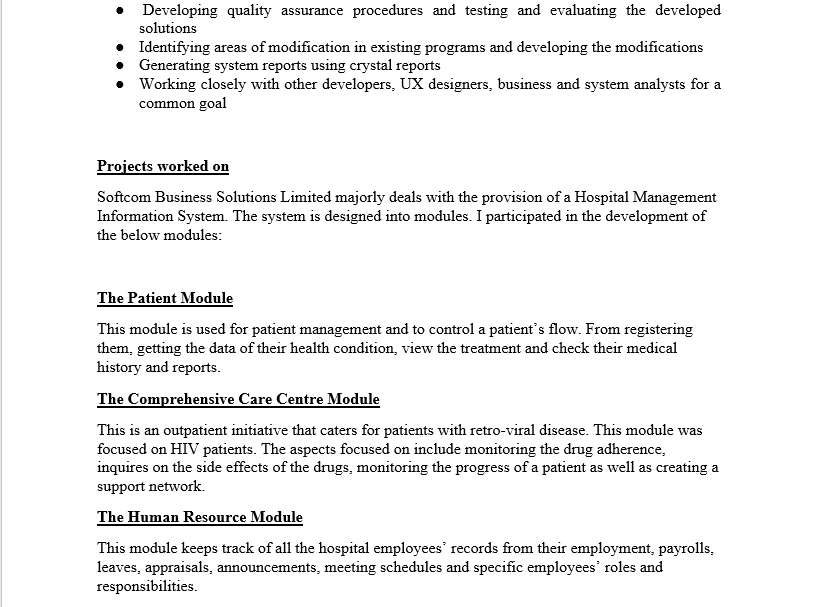 ● Developing quality assurance procedures and testing and evaluating the developed
solutions
● Identifying areas of modification in existing programs and developing the modifications
● Generating system reports using crystal reports
● Working closely with other developers, UX designers, business and system analysts for a
common goal
Projects worked on
Softcom Business Solutions Limited majorly deals with the provision of a Hospital Management
Information System. The system is designed into modules. I participated in the development of
the below modules:
The Patient Module
This module is used for patient management and to control a patient’s flow. From registering
them, getting the data of their health condition, view the treatment and check their medical
history and reports.
The Comprehensive Care Centre Module
This is an outpatient initiative that caters for patients with retro-viral disease. This module was
focused on HIV patients. The aspects focused on include monitoring the drug adherence,
inquires on the side effects of the drugs, monitoring the progress of a patient as well as creating a
support network.
The Human Resource Module
This module keeps track of all the hospital employees’ records from their employment, payrolls,
leaves, appraisals, announcements, meeting schedules and specific employees’ roles and
responsibilities.